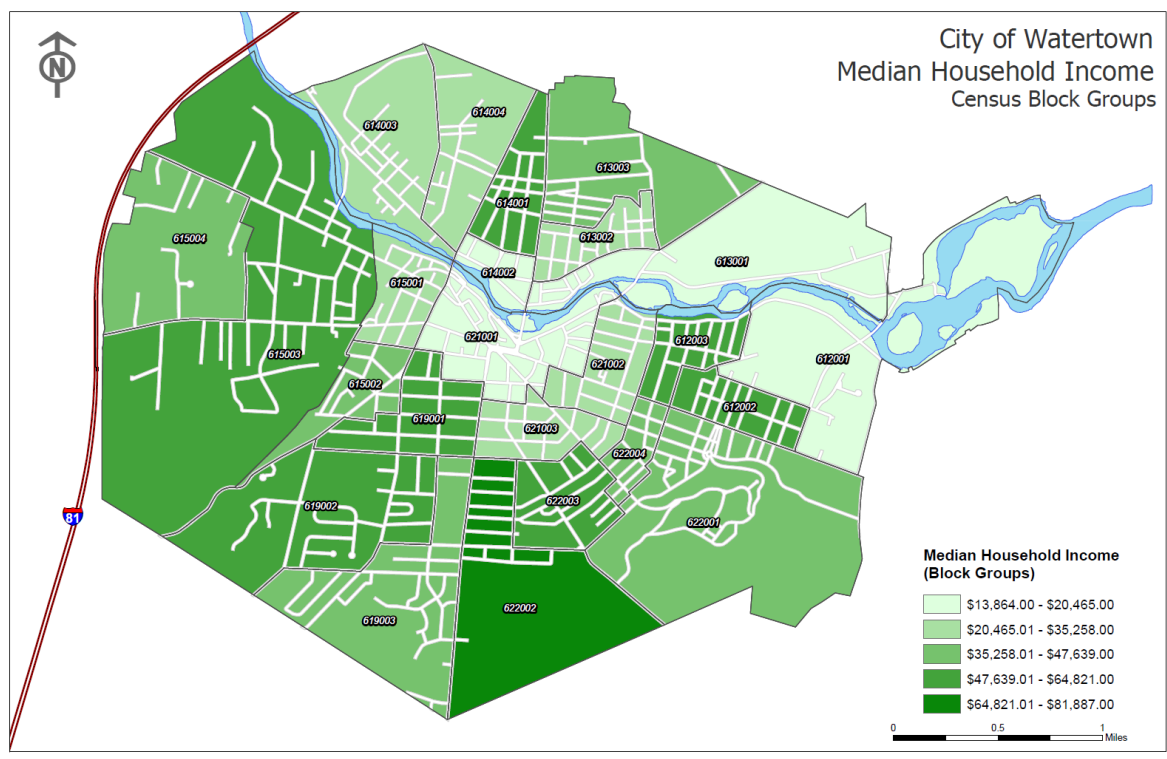 N
City of Watertown
Median Household Income
Census Block Groups
614003
614004
613003
614001
615004
613002
613001
614002
615001
621001
612003
615003
612001
621002
615002
612002
619001
621003
622004
622003
619002
81
622001
622002
619003
Median Household Income
(Block Groups)
$13,864.00 - $20,465.00
$20,465.01 - $35,258.00
$35,258.01 - $47,639.00
$47,639.01 - $64,821.00
$64,821.01 - $81,887.00
0 0.5 1
Miles